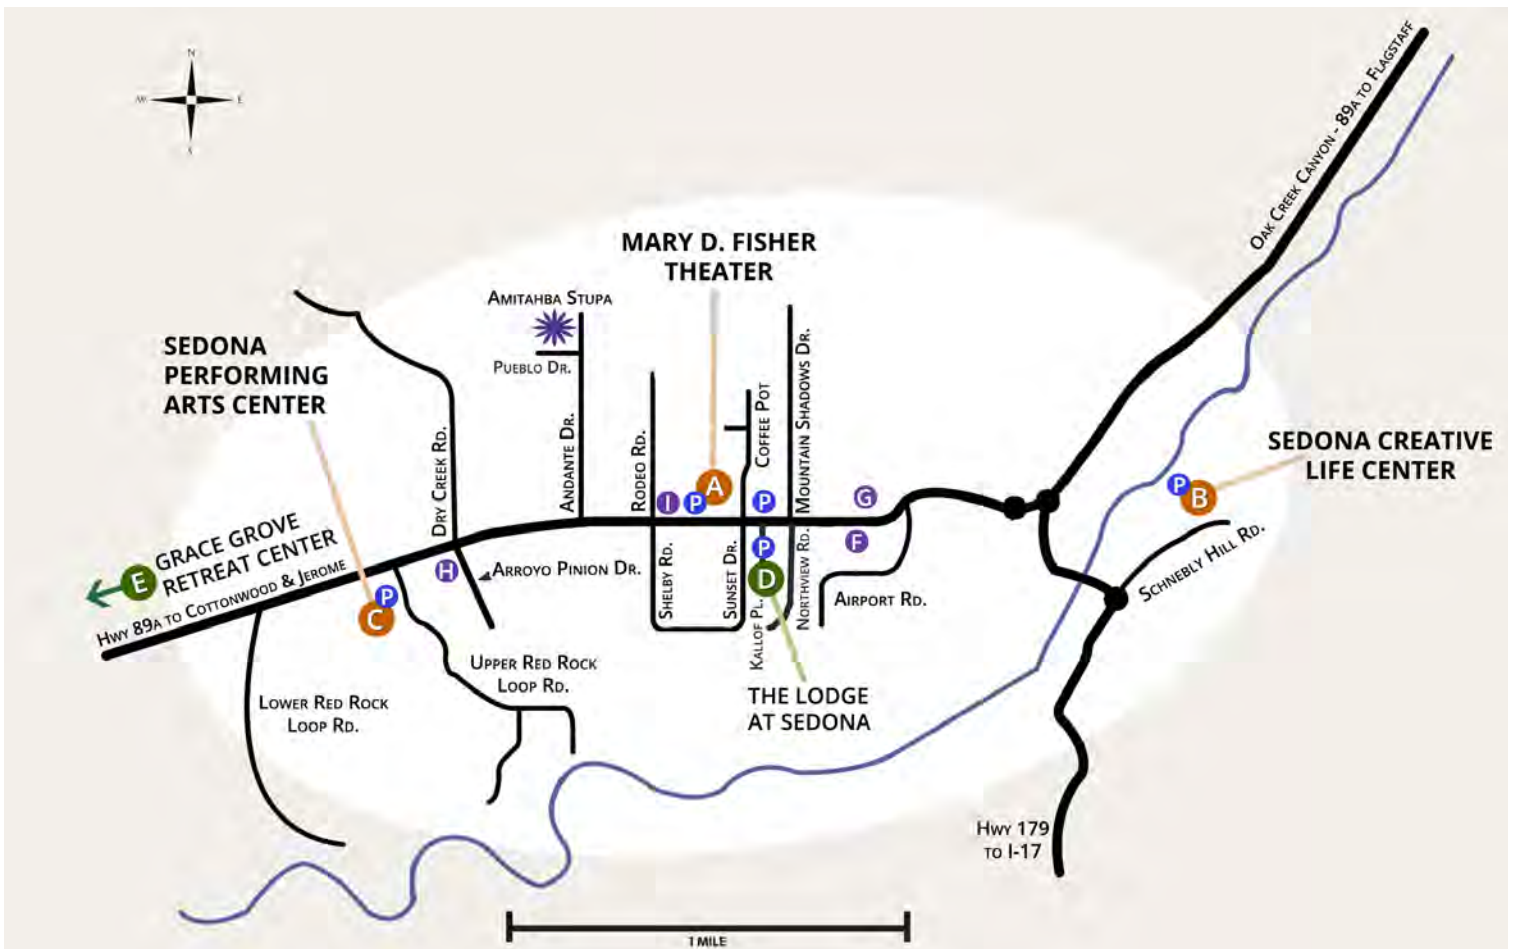 N
W
E
S
OAK CREEK CANYON - 89A TO FLAGSTAFF
MARY D. FISHER
THEATER
AMITAHBA STUPA
PUEBLO DR.
SEDONA
PERFORMING
ARTS CENTER
DRY CREEK RD.
ANDANTE DR.
RODEO RD.
COFFEE POT
MOUNTAIN SHADOWS DR.
SEDONA CREATIVE
LIFE CENTER
I
P
A
P
G
P
B
E
GRACE GROVE
RETREAT CENTER
HWY 89A TO COTTONWOOD & JEROME
P
C
H
ARROYO PINION DR.
SHELBY RD.
SUNSET DR.
P
D
KALLOF PL.
NORTHVIEW RD.
F
AIRPORT RD.
SCHNEBLY HILL RD.
UPPER RED ROCK
LOOP RD.
LOWER RED ROCK
LOOP RD.
THE LODGE
AT SEDONA
HWY 179
TO I-17
1 MILE